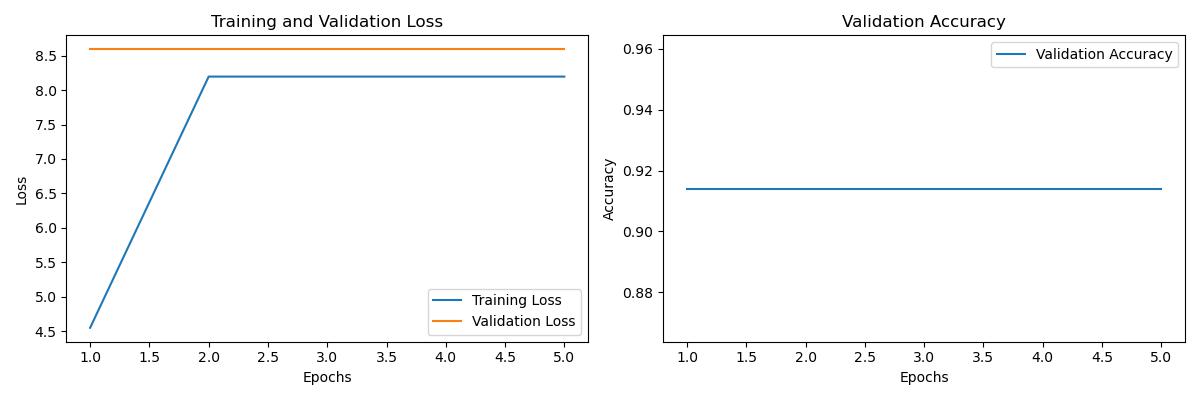 Training and Validation Loss
Loss
8.5
8.0
7.5
7.0
6.5
6.0
5.5
5.0
4.5
Training Loss
Validation Loss
1.0 1.5 2.0 2.5 3.0 3.5 4.0 4.5 5.0
Epochs
Validation Accuracy
Accuracy
0.96
0.94
0.92
0.90
0.88
Validation Accuracy
1.0 1.5 2.0 2.5 3.0 3.5 4.0 4.5 5.0
Epochs